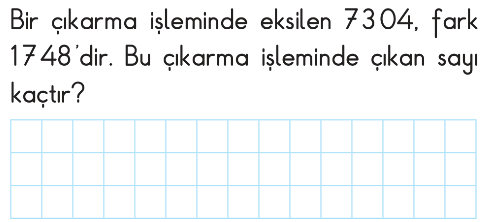 Bir çıkarma işleminde eksilen 7304, fark
1748'dir. Bu çıkarma işleminde çıkan sayı
kaçtır?